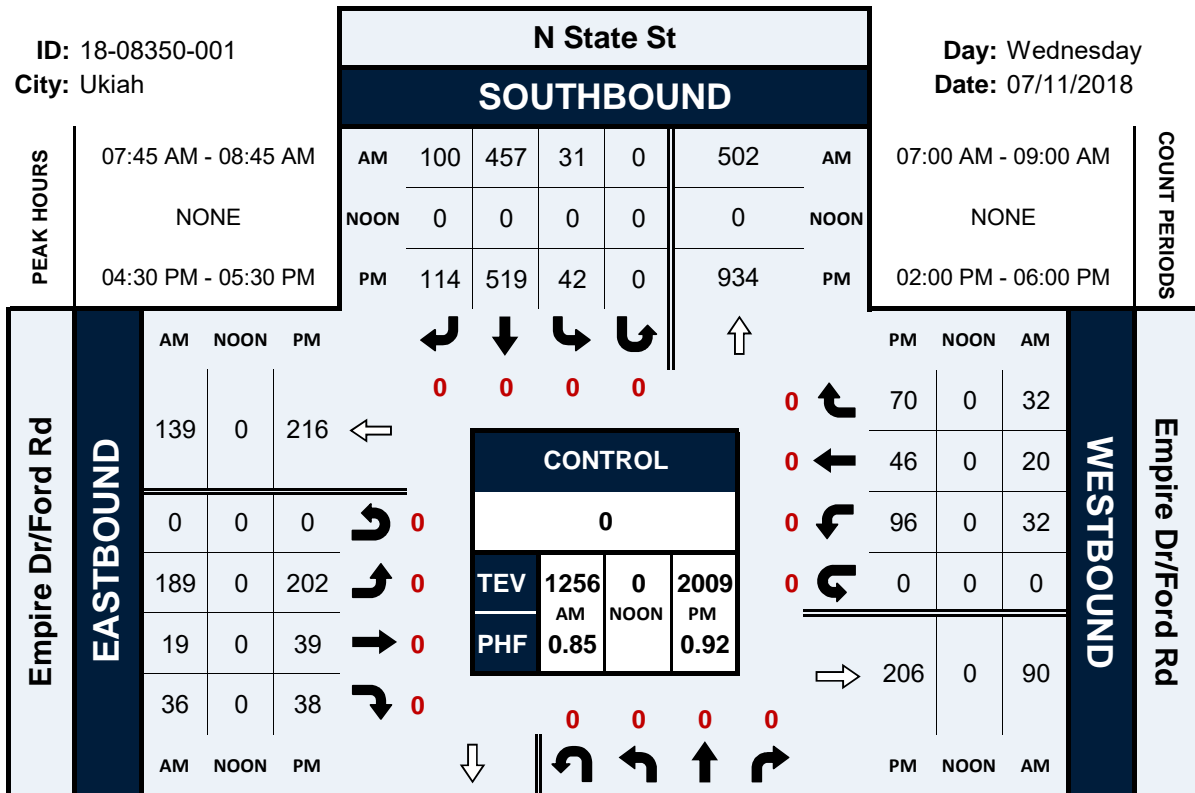 ID: 18-08350-001
City: Ukiah
N State St
SOUTHBOUND
Day: Wednesday
Date: 07/11/2018
PEAK HOURS
07:45 AM - 08:45 AM
NONE
04:30 PM - 05:30 PM
AM 100 457 31 0 502 AM
NOON 0 0 0 0 0 NOON
PM 114 519 42 0 934 PM
07:00 AM - 09:00 AM
NONE
02:00 PM - 06:00 PM
COUNT PERIODS
0 0 0 0
Empire Dr/Ford Rd
EASTBOUND
AM NOON PM
139 0 216
0 0 0 0
189 0 202 0
19 0 39 0
36 0 38 0
AM NOON PM
CONTROL
0
TEV 1256 0 2009
AM NOON PM
PHF 0.85 0.92
PM NOON AM
0 70 0 32
0 46 0 20
0 96 0 32
0 0 0 0
206 0 90
PM NOON AM
WESTBOUND
Empire Dr/Ford Rd
0 0 0 0